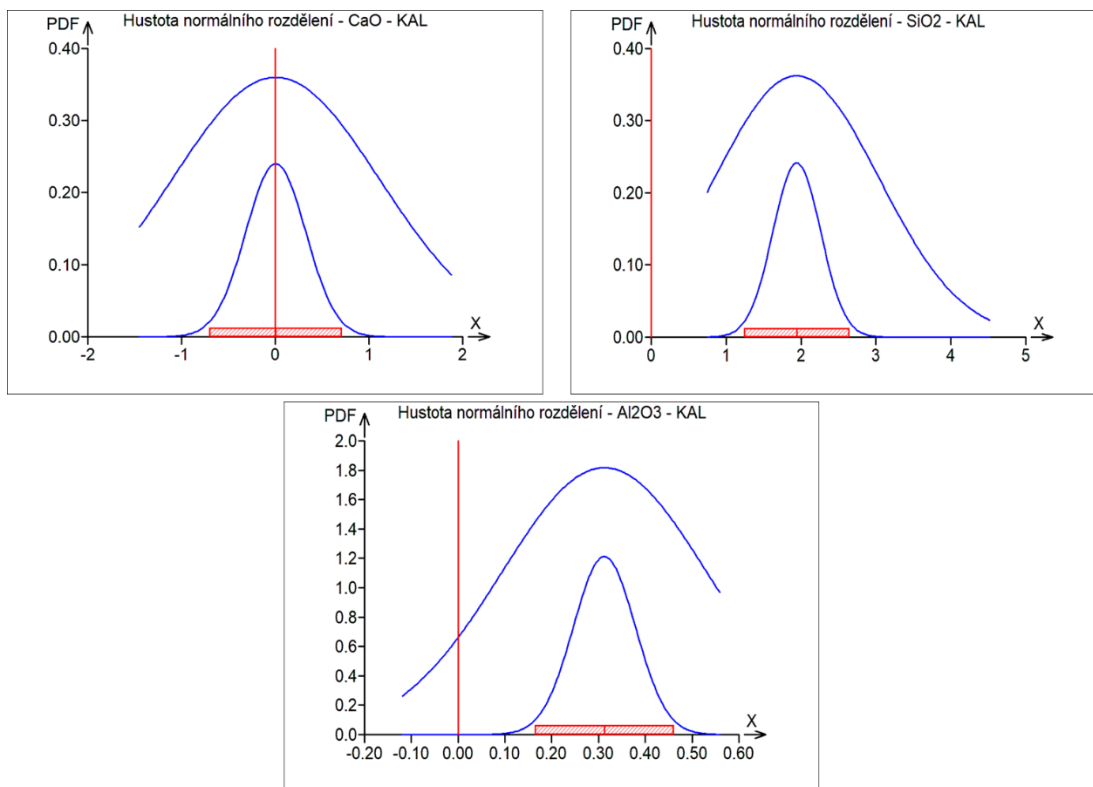 PDF Hustota normálního rozdělení - CaO - KAL
0.40
0.30
0.20
0.10
0.00
X
-2 -1 0 1 2
PDF Hustota normálního rozdělení - SiO2 - KAL
0.40
0.30
0.20
0.10
0.00
X
0 1 2 3 4 5
PDF Hustota normálního rozdělení - Al2O3 - KAL
2.0
1.8
1.6
1.4
1.2
1.0
0.8
0.6
0.4
0.2
0.0
X
-0.20 -0.10 0.00 0.10 0.20 0.30 0.40 0.50 0.60